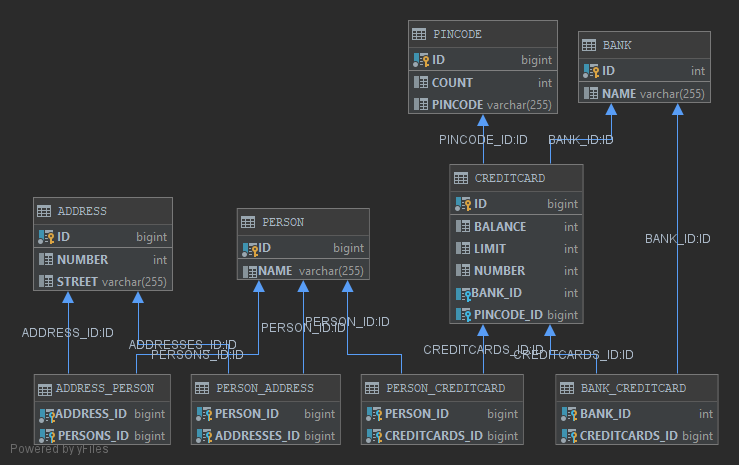 PINCODE
ID bigint
COUNT int
PINCODE varchar(255)
BANK
ID int
NAME varchar(255)
PINCODE_ID:ID
BANK_ID:ID
CREDITCARD
ID bigint
BALANCE int
LIMIT int
NUMBER int
BANK_ID int
PINCODE_ID bigint
ADDRESS
ID bigint
NUMBER int
STREET varchar(255)
PERSON
ID bigint
NAME varchar(255)
BANK_ID:ID
ADDRESS_ID:ID
ADDRESSES_ID:ID
PERSONS_ID:ID
PERSON_ID:ID
PERSON_ID:ID
CREDITCARDS_ID:ID
CREDITCARDS_ID:ID
ADDRESS_PERSON
ADDRESS_ID bigint
PERSONS_ID bigint
PERSON_ADDRESS
PERSON_ID bigint
ADDRESSES_ID bigint
PERSON_CREDITCARD
PERSON_ID bigint
CREDITCARDS_ID bigint
BANK_CREDITCARD
BANK_ID int
CREDITCARDS_ID bigint
Powered by yFiles